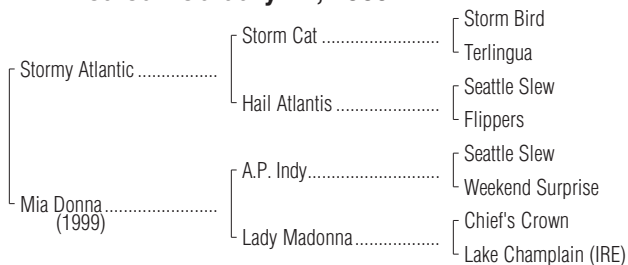 Storm Bird
Storm Cat ........................
Terlingua
Stormy Atlantic ................
Seattle Slew
Hail Atlantis .....................
Flippers
Seattle Slew
A.P. Indy..........................
Weekend Surprise
Mia Donna .......................
(1999)
Chief's Crown
Lady Madonna .................
Lake Champlain (IRE)